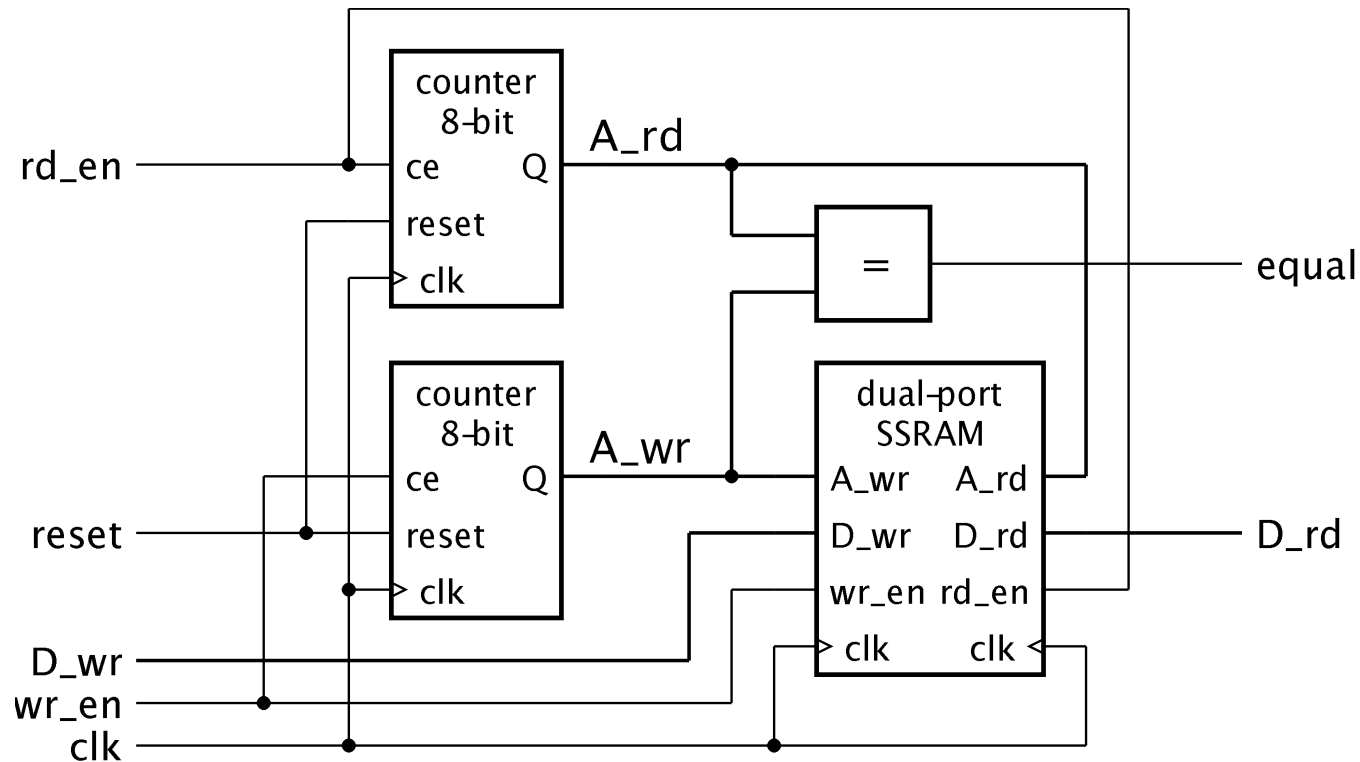 counter
8-bit
A_rd
rd_en
ce
Q
reset
=
equal
clk
counter
8-bit
dual-port
SSRAM
A_wr
ce
Q
A_wr
A_rd
reset
reset
D_wr
D_rd
D_rd
clk
wr_en
rd_en
clk
clk
D_wr
wr_en
clk